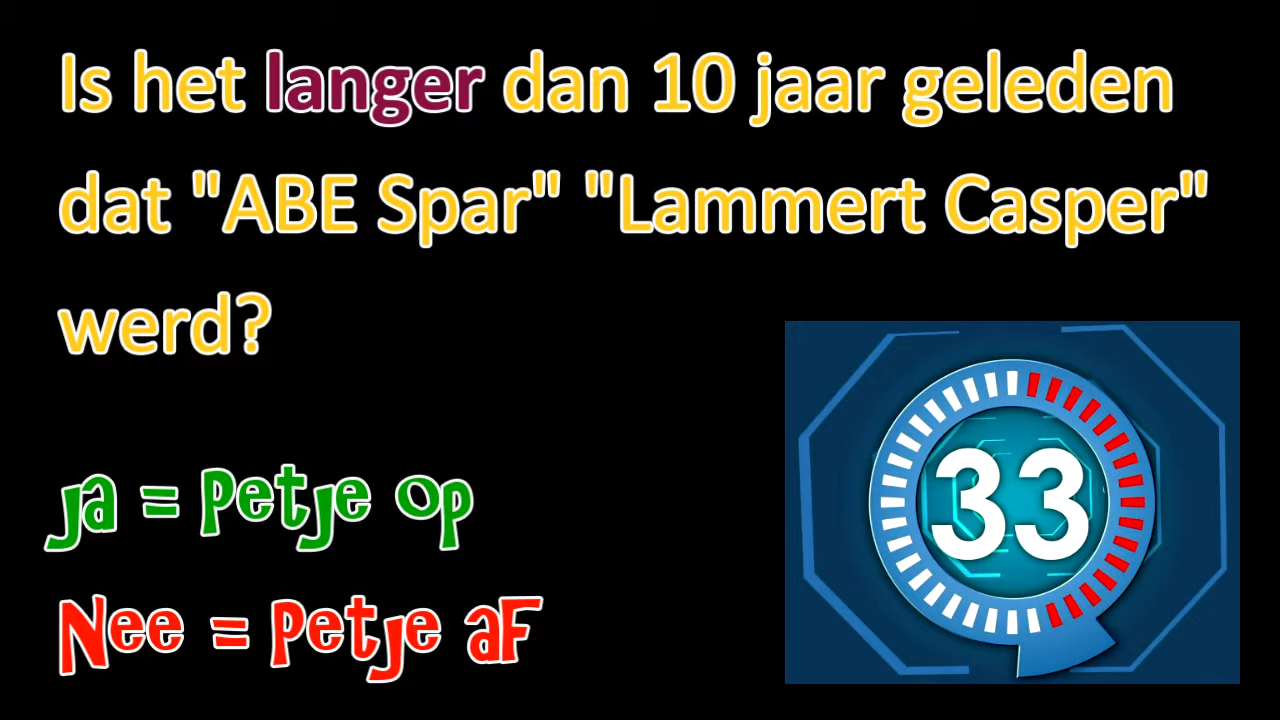 Is het langer dan 10 jaar geleden
dat "ABE Spar" "Lammert Casper"
werd?
33
Ja = Petje op
Nee = Petje aF